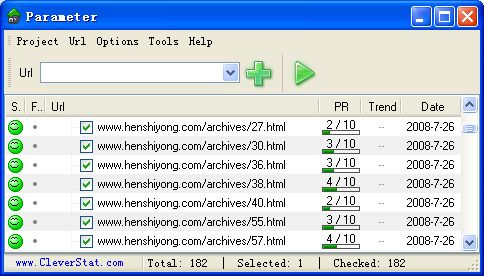 Parameter
Project Url Options Tools Help
Url
S. F.. Url PR Trend Date
www.henshiyong.com/archives/27.html 2 / 10 -- 2008-7-26
www.henshiyong.com/archives/30.html 3 / 10 -- 2008-7-26
www.henshiyong.com/archives/36.html 3 / 10 -- 2008-7-26
www.henshiyong.com/archives/38.html 4 / 10 -- 2008-7-26
www.henshiyong.com/archives/40.html 2 / 10 -- 2008-7-26
www.henshiyong.com/archives/55.html 3 / 10 -- 2008-7-26
www.henshiyong.com/archives/57.html 4 / 10 -- 2008-7-26
www.CleverStat.com Total: 182 | Selected: 1 | Checked: 182